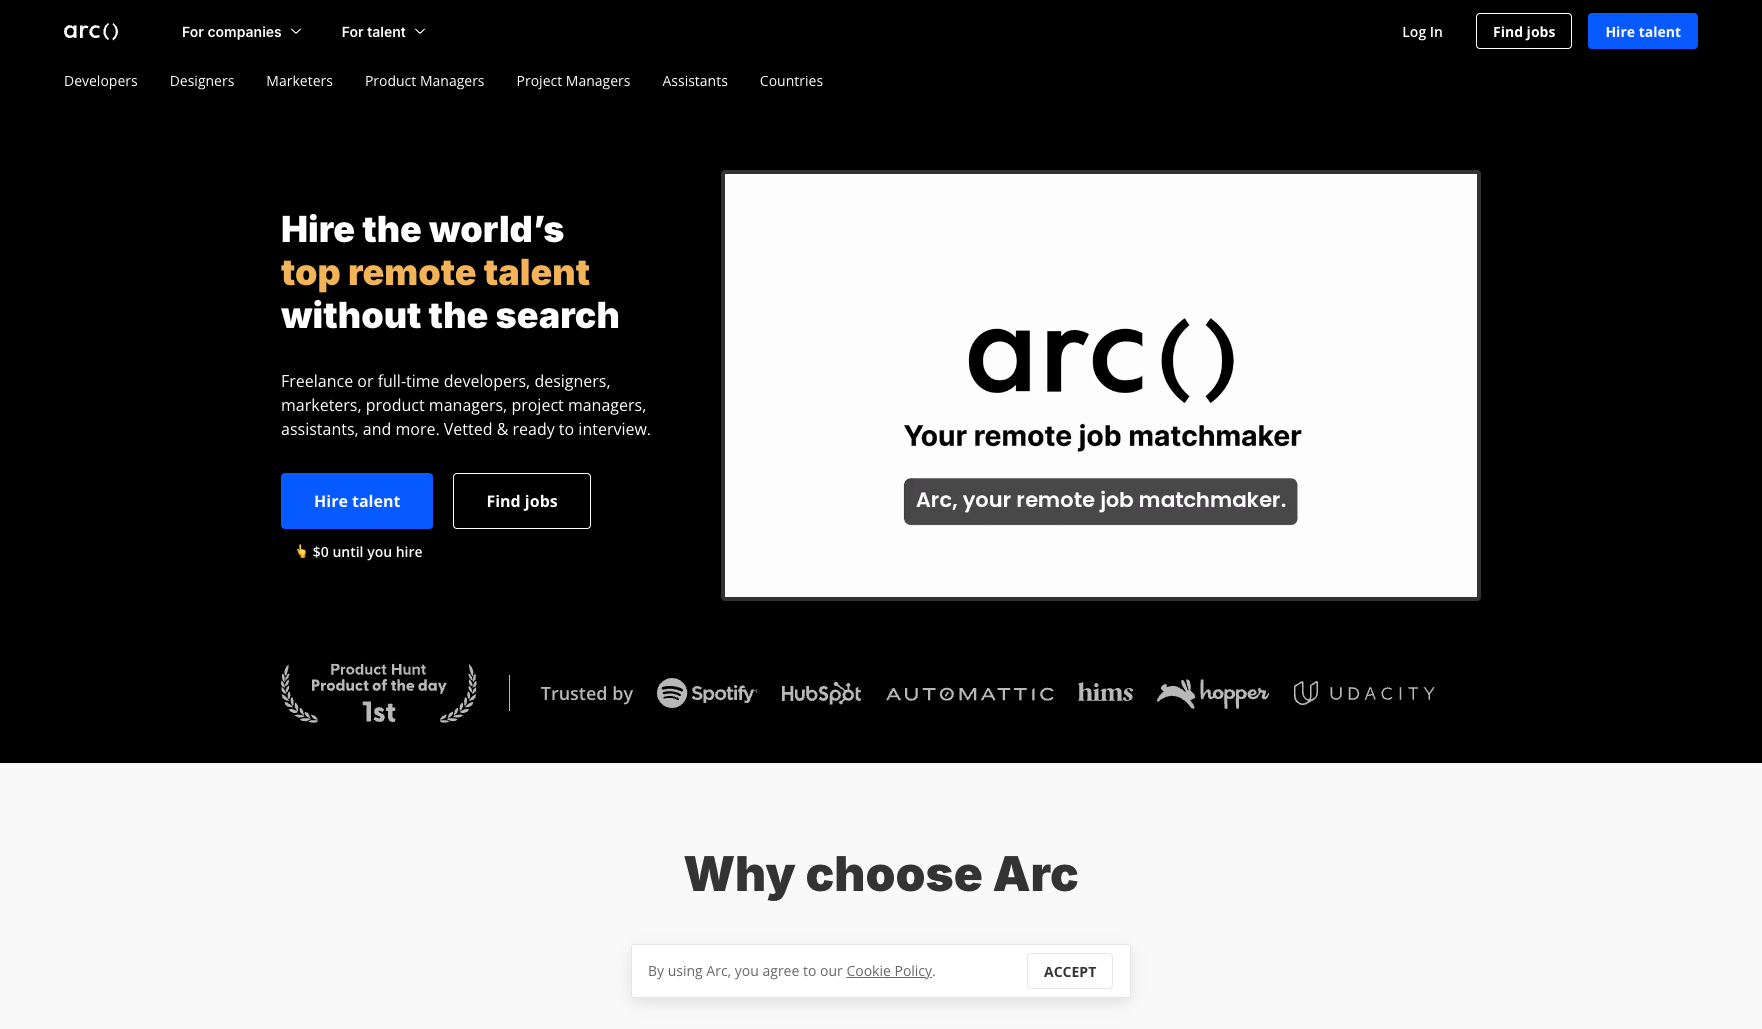 arc()
For companies
For talent
Log In
Find jobs
Hire talent
Developers
Designers
Marketers
Product Managers
Project Managers
Assistants
Countries
Hire the world’s
top remote talent
without the search
Freelance or full-time developers, designers,
marketers, product managers, project managers,
assistants, and more. Vetted & ready to interview.
Hire talent
Find jobs
👆 $0 until you hire
arc()
Your remote job matchmaker
Arc, your remote job matchmaker.
Product Hunt
Product of the day
1st
Trusted by
Spotify
HubSpot
AUTOMATTIC
hims
hopper
UDACITY
Why choose Arc
By using Arc, you agree to our Cookie Policy.
ACCEPT